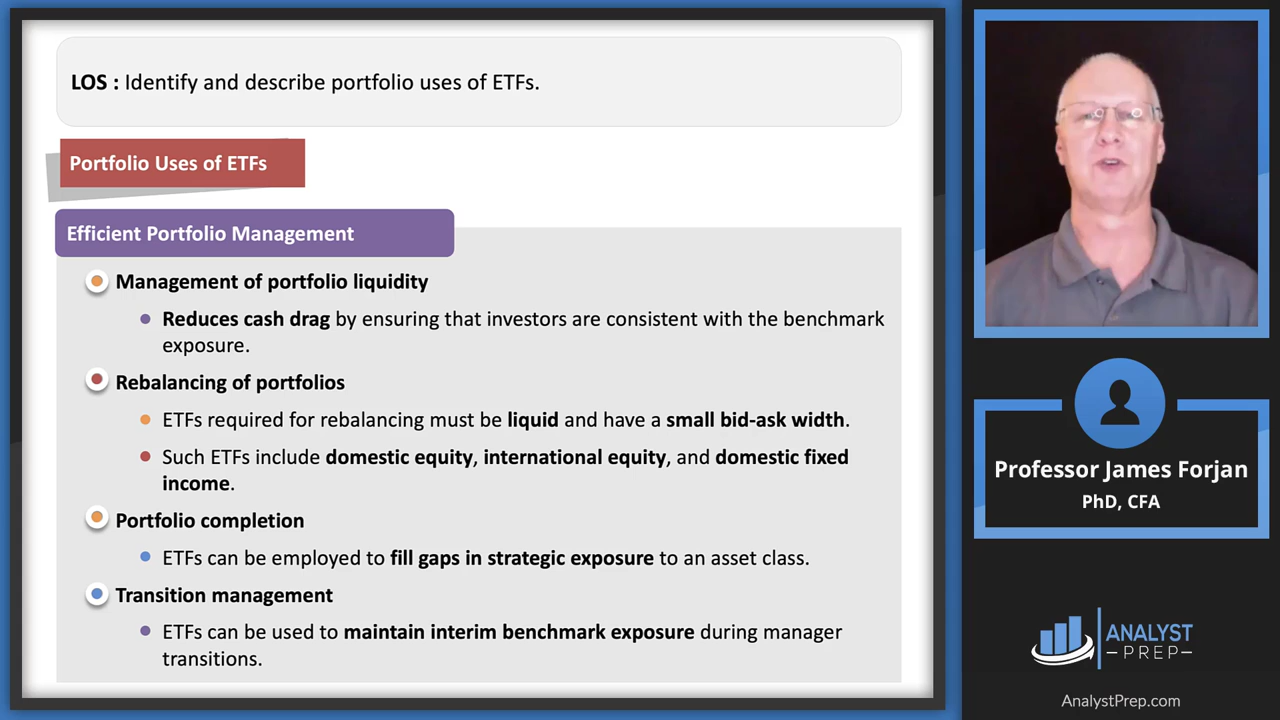 LOS : Identify and describe portfolio uses of ETFs.
Portfolio Uses of ETFs
Efficient Portfolio Management
Management of portfolio liquidity
Reduces cash drag by ensuring that investors are consistent with the benchmark
exposure.
Rebalancing of portfolios
ETFs required for rebalancing must be liquid and have a small bid-ask width.
Such ETFs include domestic equity, international equity, and domestic fixed
income.
Portfolio completion
ETFs can be employed to fill gaps in strategic exposure to an asset class.
Transition management
ETFs can be used to maintain interim benchmark exposure during manager
transitions.
Professor James Forjan
PhD, CFA
ANALYST
PREP
AnalystPrep.com